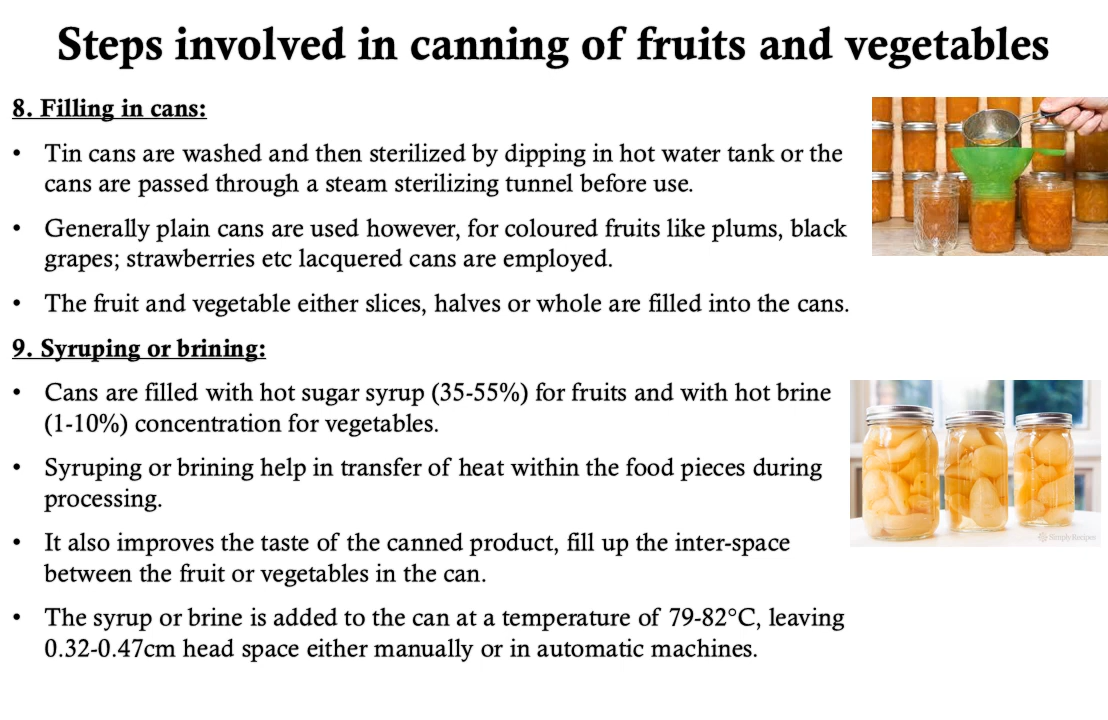 Steps involved in canning of fruits and vegetables
8. Filling in cans:
• Tin cans are washed and then sterilized by dipping in hot water tank or the
cans are passed through a steam sterilizing tunnel before use.
• Generally plain cans are used however, for coloured fruits like plums, black
grapes; strawberries etc lacquered cans are employed.
• The fruit and vegetable either slices, halves or whole are filled into the cans.
9. Syruping or brining:
• Cans are filled with hot sugar syrup (35-55%) for fruits and with hot brine
(1-10%) concentration for vegetables.
• Syruping or brining help in transfer of heat within the food pieces during
processing.
• It also improves the taste of the canned product, fill up the inter-space
between the fruit or vegetables in the can.
• The syrup or brine is added to the can at a temperature of 79-82°C, leaving
0.32-0.47cm head space either manually or in automatic machines.
SimplyRecipes